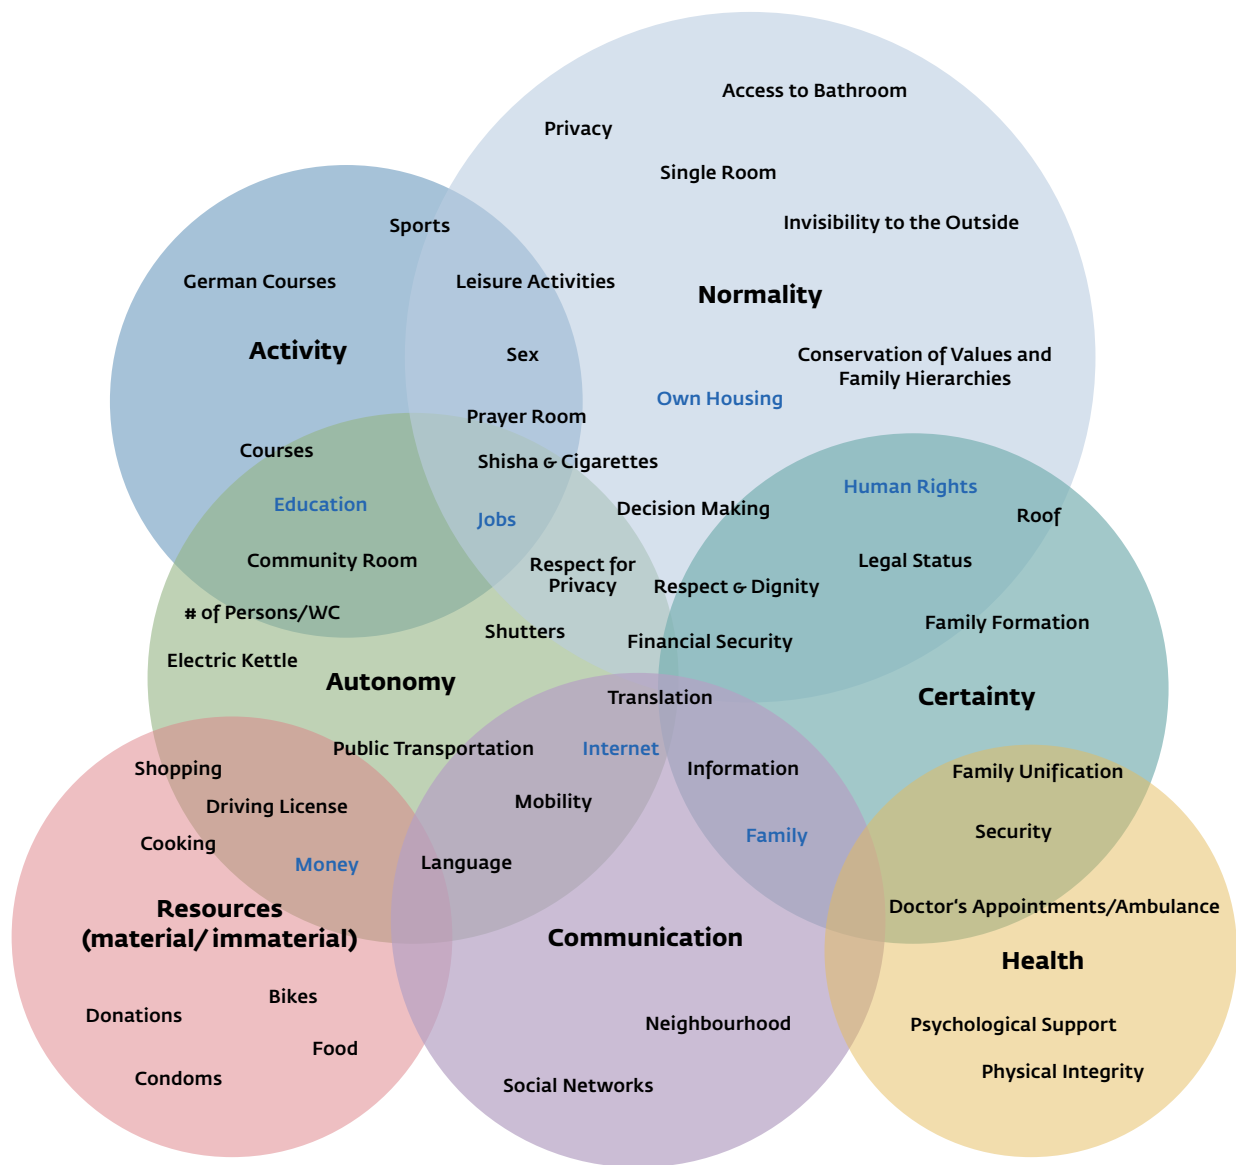 Access to Bathroom
Privacy
Single Room
Sports
Invisibility to the Outside
German Courses
Leisure Activities
Normality
Activity
Sex
Conservation of Values and
Family Hierarchies
Own Housing
Prayer Room
Courses
Shisha & Cigarettes
Human Rights
Education
Jobs
Decision Making
Roof
Community Room
Respect for
Privacy
Legal Status
Respect & Dignity
# of Persons/WC
Shutters
Financial Security
Family Formation
Electric Kettle
Autonomy
Translation
Certainty
Public Transportation
Internet
Shopping
Information
Family Unification
Driving License
Mobility
Cooking
Family
Security
Money
Language
Resources
(material/ immaterial)
Doctor's Appointments/Ambulance
Communication
Health
Bikes
Donations
Neighbourhood
Psychological Support
Food
Condoms
Social Networks
Physical Integrity